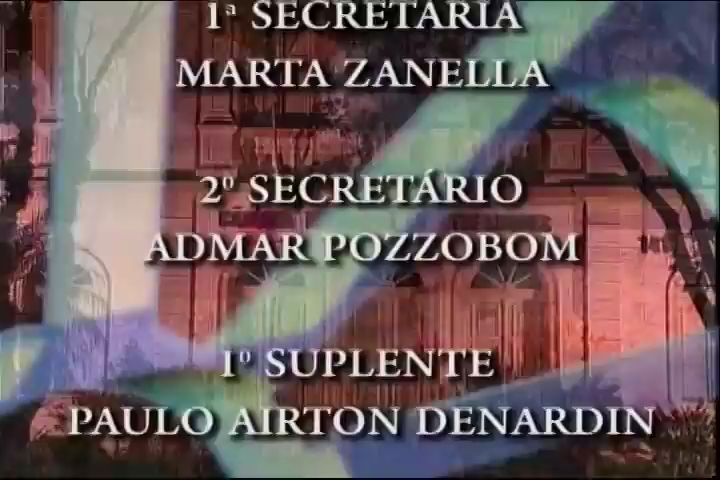 1ª SECRETÁRIA
MARTA ZANELLA
2º SECRETÁRIO
ADMAR POZZOBOM
1º SUPLENTE
PAULO AIRTON DENARDIN